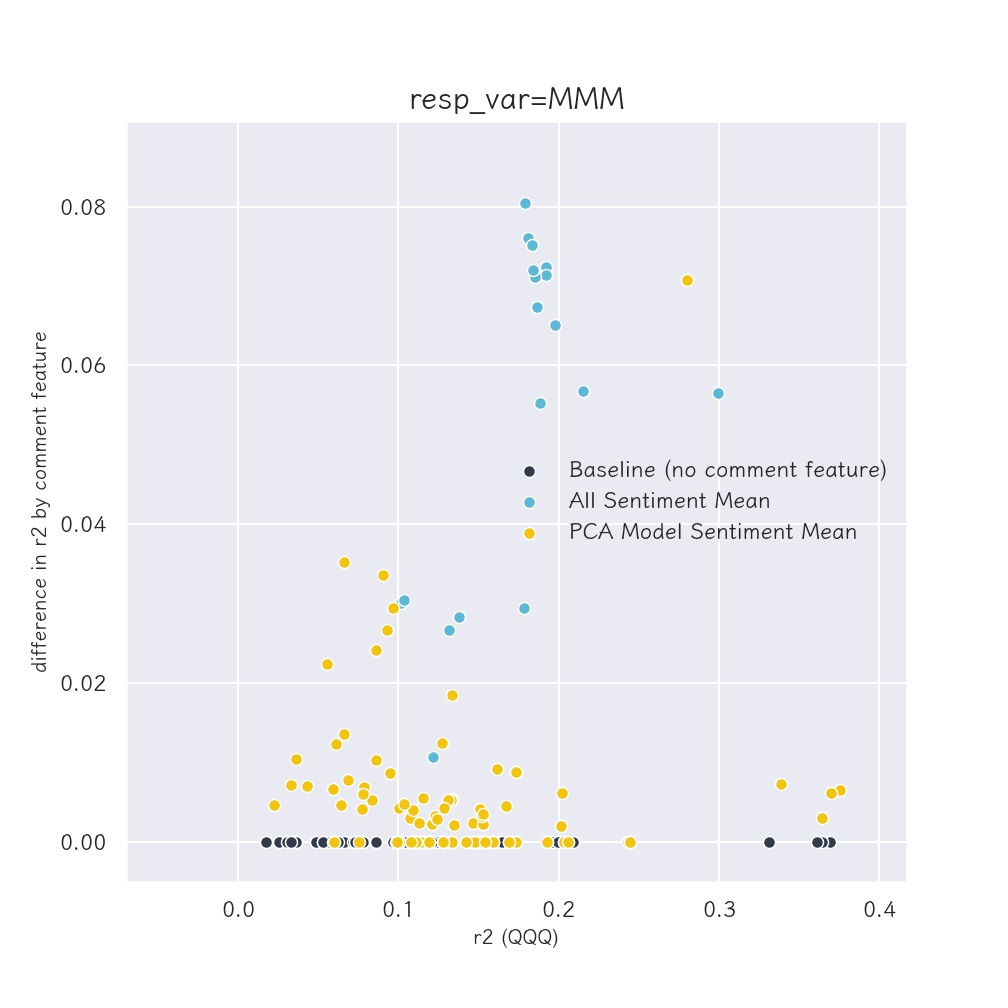 resp_var=MMM
0.08
0.06
0.04
0.02
0.00
difference in r2 by comment feature
Baseline (no comment feature)
All Sentiment Mean
PCA Model Sentiment Mean
0.0 0.1 0.2 0.3 0.4
r2 (QQQ)